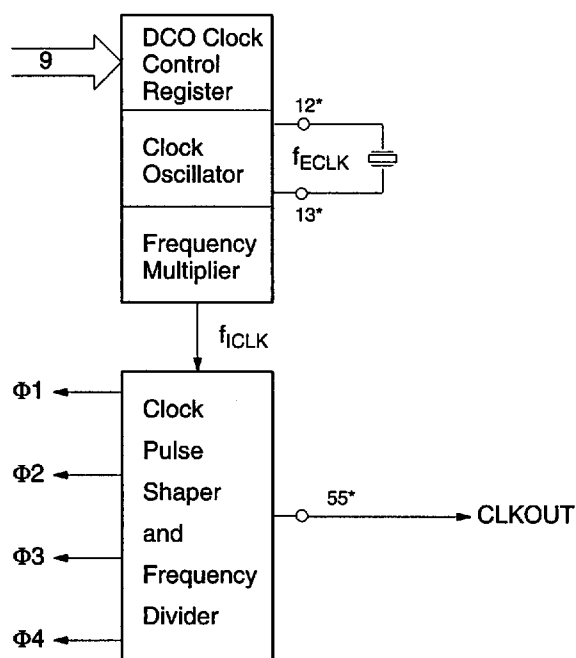 DCO Clock
Control
Register
9
Clock
Oscillator
12*
fECLK
13*
Frequency
Multiplier
fICLK
Φ1
Φ2
Φ3
Φ4
Clock
Pulse
Shaper
and
Frequency
Divider
55*
CLKOUT